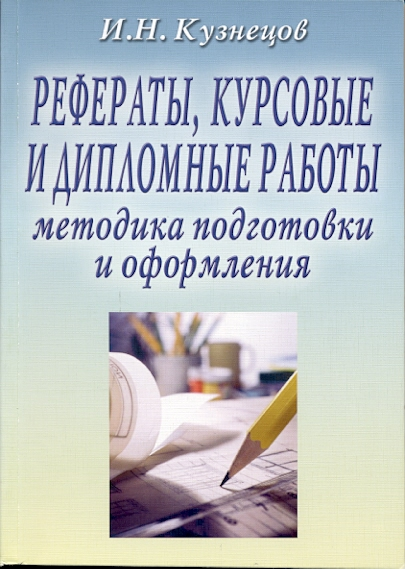 И.Н. Кузнецов
РЕФЕРАТЫ, КУРСОВЫЕ
И ДИПЛОМНЫЕ РАБОТЫ
методика подготовки
и оформления